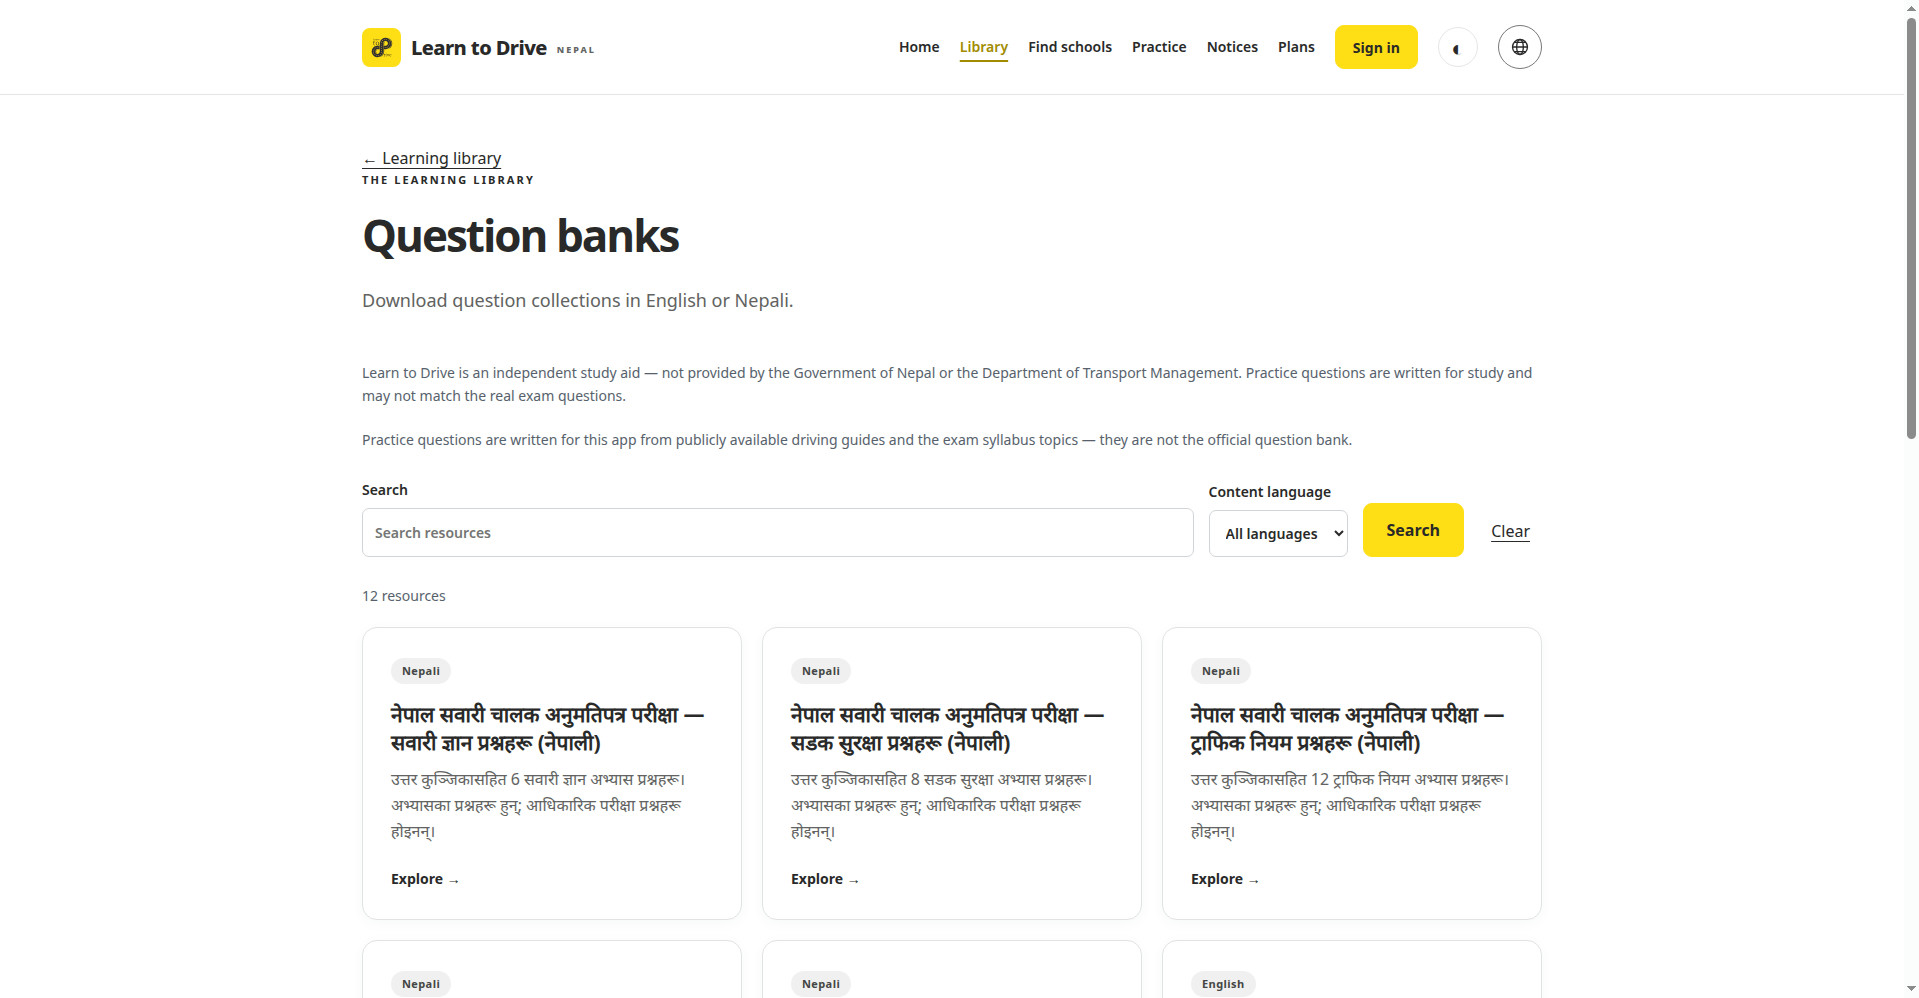 Learn to Drive NEPAL
Home Library Find schools Practice Notices Plans Sign in
← Learning library
THE LEARNING LIBRARY
Question banks
Download question collections in English or Nepali.
Learn to Drive is an independent study aid — not provided by the Government of Nepal or the Department of Transport Management. Practice questions are written for study and
may not match the real exam questions.
Practice questions are written for this app from publicly available driving guides and the exam syllabus topics — they are not the official question bank.
Search
Content language
Search resources
All languages
Search
Clear
12 resources
Nepali
नेपाल सवारी चालक अनुमतिपत्र परीक्षा —
सवारी ज्ञान प्रश्नहरू (नेपाली)
उत्तर कुञ्जिकासहित 6 सवारी ज्ञान अभ्यास प्रश्नहरू।
अभ्यासका प्रश्नहरू हुन्; आधिकारिक परीक्षा प्रश्नहरू
होइनन्।
Explore →
Nepali
नेपाल सवारी चालक अनुमतिपत्र परीक्षा —
सडक सुरक्षा प्रश्नहरू (नेपाली)
उत्तर कुञ्जिकासहित 8 सडक सुरक्षा अभ्यास प्रश्नहरू।
अभ्यासका प्रश्नहरू हुन्; आधिकारिक परीक्षा प्रश्नहरू
होइनन्।
Explore →
Nepali
नेपाल सवारी चालक अनुमतिपत्र परीक्षा —
ट्राफिक नियम प्रश्नहरू (नेपाली)
उत्तर कुञ्जिकासहित 12 ट्राफिक नियम अभ्यास प्रश्नहरू।
अभ्यासका प्रश्नहरू हुन्; आधिकारिक परीक्षा प्रश्नहरू
होइनन्।
Explore →
Nepali
Nepali
English